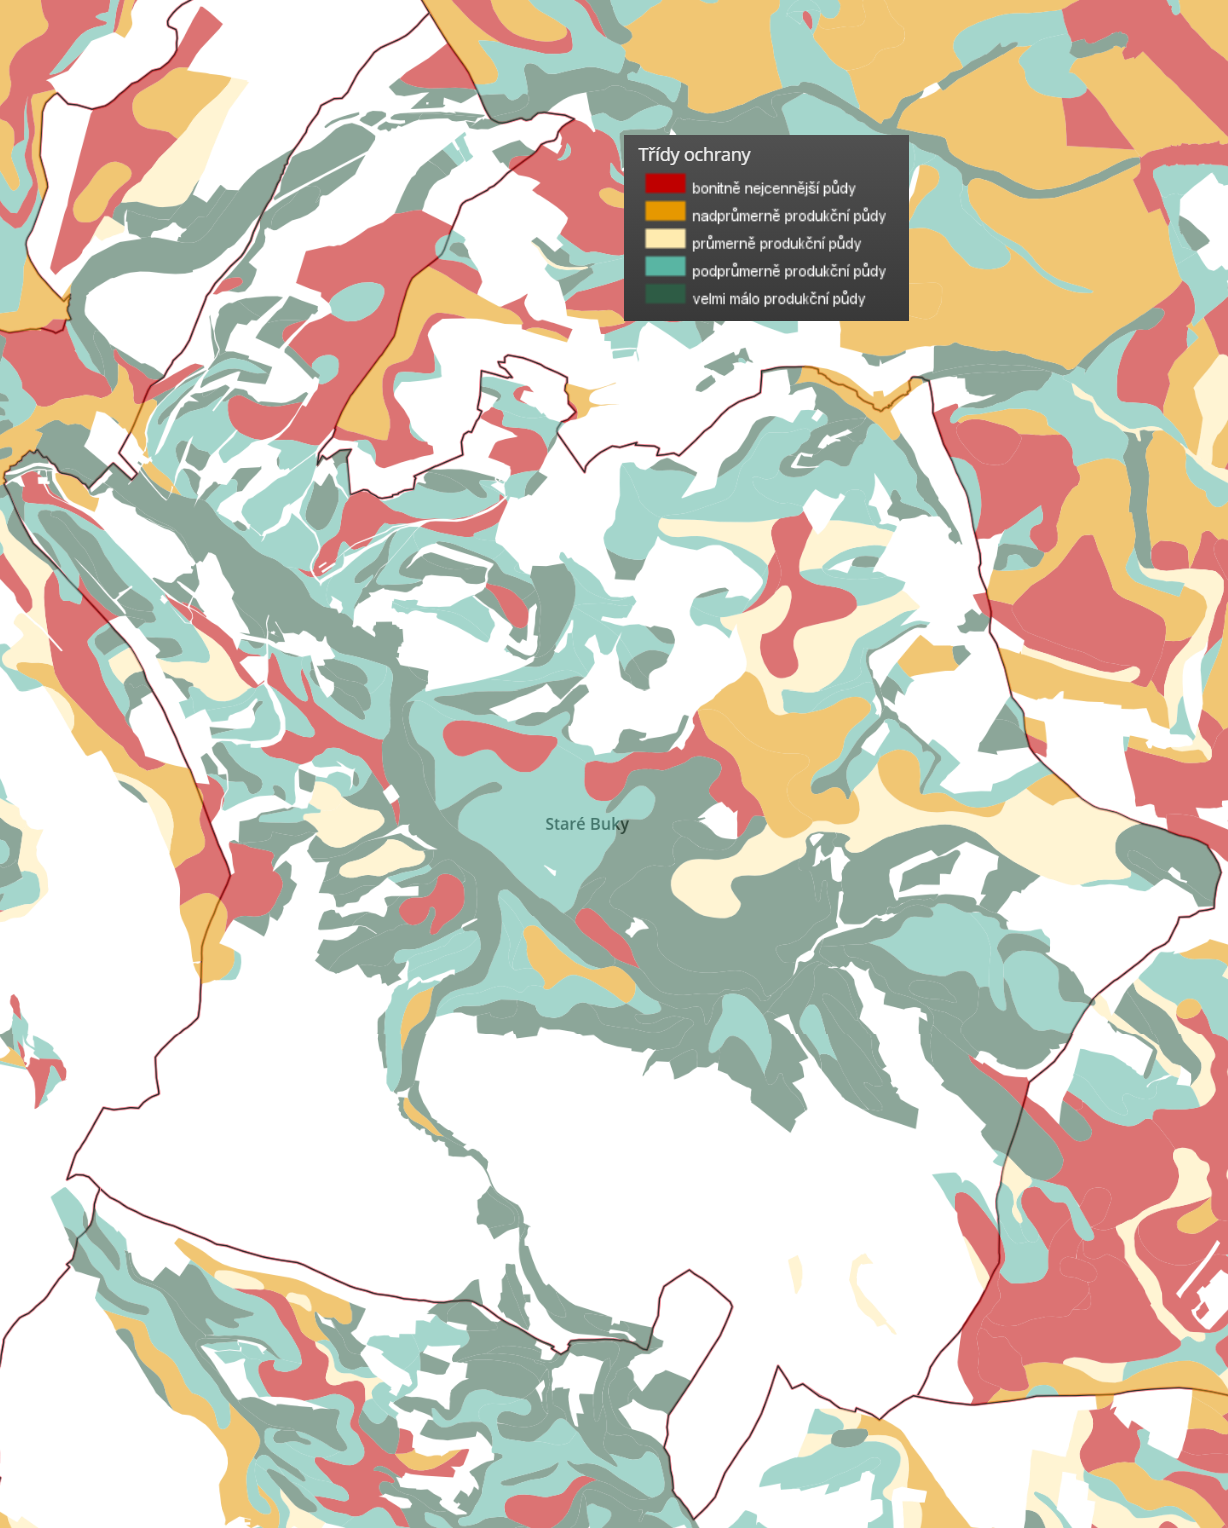 Třídy ochrany
bonitně nejcennější půdy
nadprůmerně produkční půdy
průmerně produkční půdy
podprůmerně produkční půdy
velmi málo produkční půdy
Staré Buky